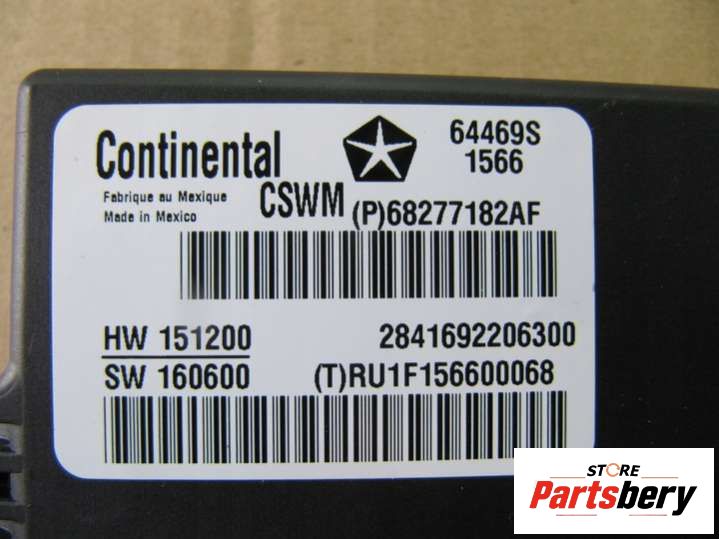 Continental
64469S
1566
Fabrique au Mexique
Made in Mexico
CSWM
(P)68277182AF
HW 151200
2841692206300
SW 160600
(T)RU1F156600068
STORE
Partsbery